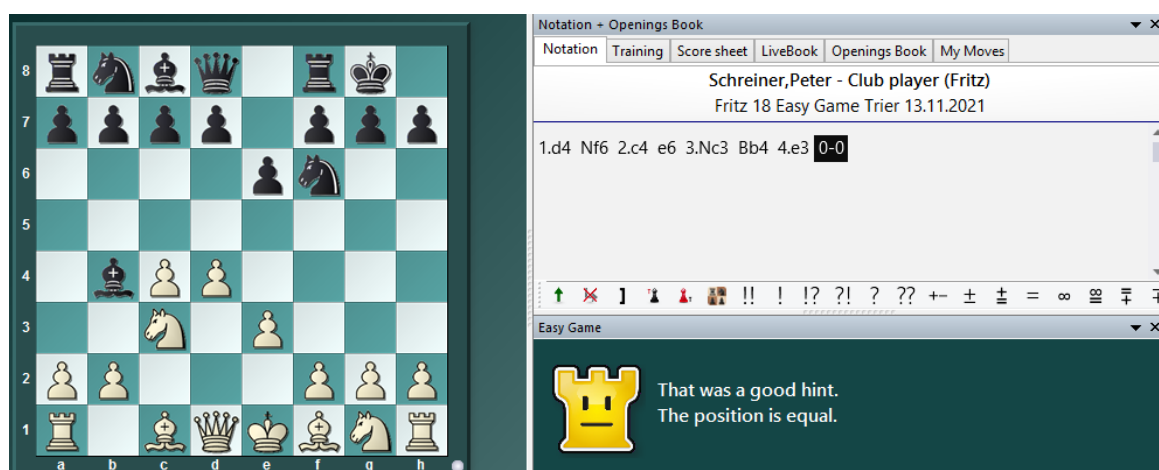 Notation + Openings Book
Notation Training Score sheet LiveBook Openings Book My Moves
Schreiner,Peter - Club player (Fritz)
Fritz 18 Easy Game Trier 13.11.2021
1.d4 Nf6 2.c4 e6 3.Nc3 Bb4 4.e3 0-0
] !! ! !? ?! ? ?? +− ± ⩲ = ∞ ⯹ ⩱ ∓
Easy Game
That was a good hint.
The position is equal.
8
7
6
5
4
3
2
1
a b c d e f g h